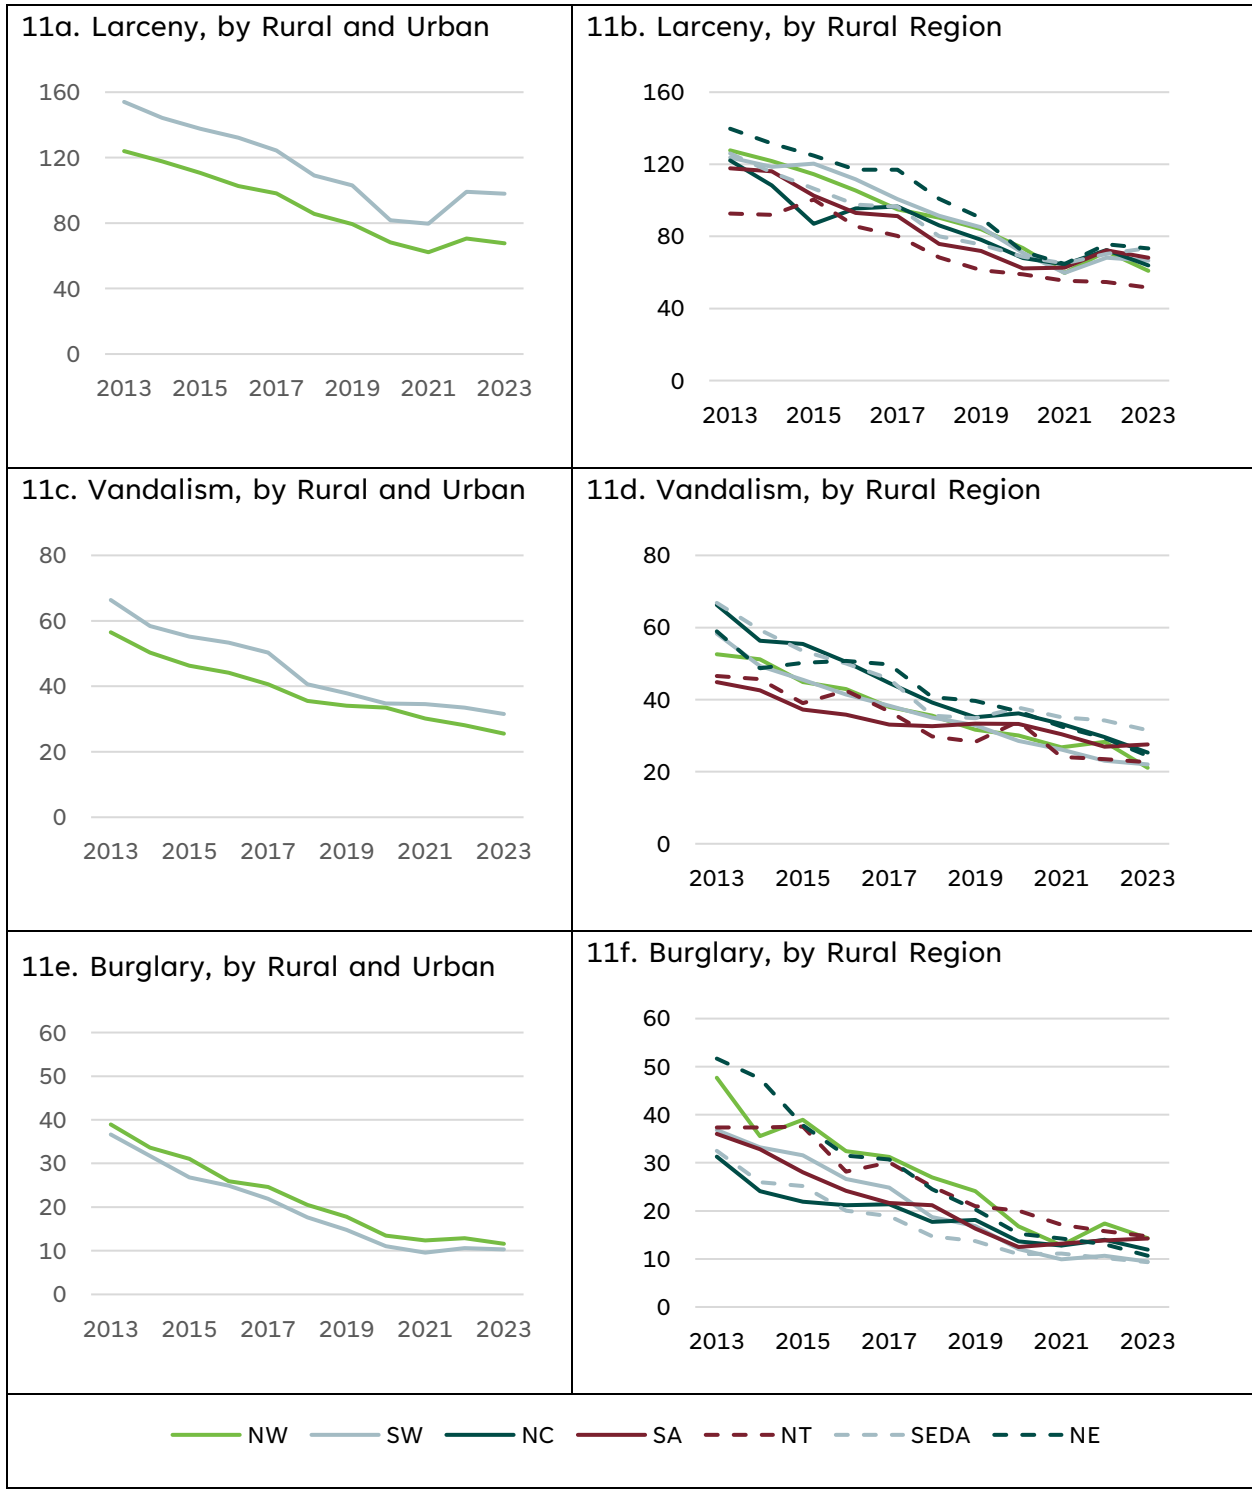 11a. Larceny, by Rural and Urban
160
120
80
40
0
2013 2015 2017 2019 2021 2023
11b. Larceny, by Rural Region
160
120
80
40
0
2013 2015 2017 2019 2021 2023
11c. Vandalism, by Rural and Urban
80
60
40
20
0
2013 2015 2017 2019 2021 2023
11d. Vandalism, by Rural Region
80
60
40
20
0
2013 2015 2017 2019 2021 2023
11e. Burglary, by Rural and Urban
60
50
40
30
20
10
0
2013 2015 2017 2019 2021 2023
11f. Burglary, by Rural Region
60
50
40
30
20
10
0
2013 2015 2017 2019 2021 2023
NW SW NC SA NT SEDA NE